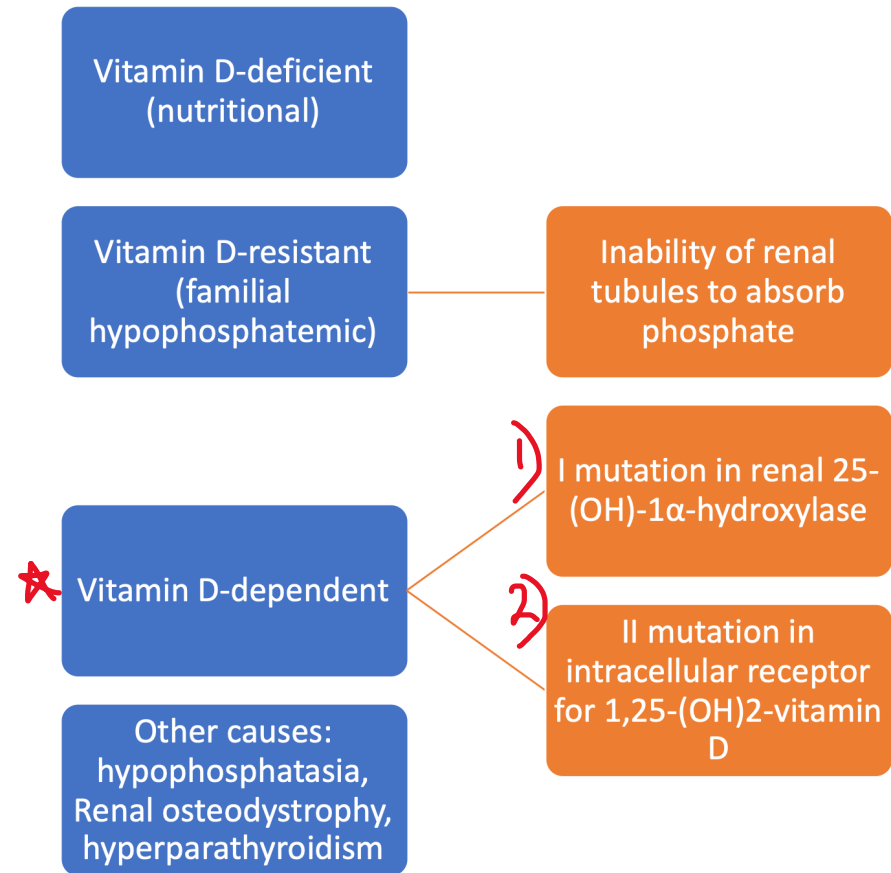 Vitamin D-deficient
(nutritional)
Vitamin D-resistant
(familial
hypophosphatemic)
Inability of renal
tubules to absorb
phosphate
Vitamin D-dependent
1)
I mutation in renal 25-
(OH)-1α-hydroxylase
2)
II mutation in
intracellular receptor
for 1,25-(OH)2-vitamin
D
Other causes:
hypophosphatasia,
Renal osteodystrophy,
hyperparathyroidism